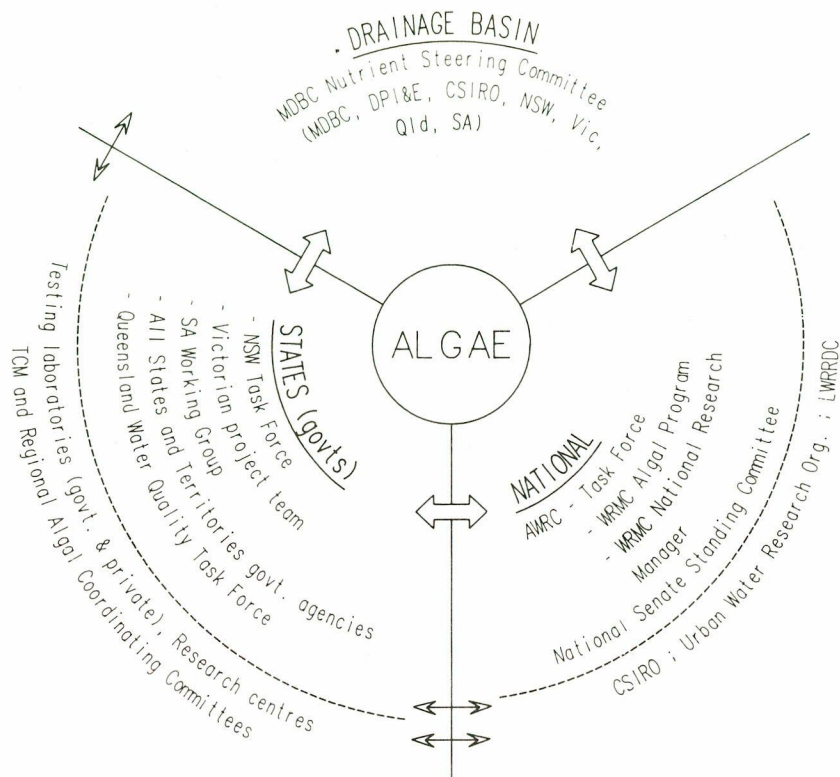 DRAINAGE BASIN
MDBC Nutrient Steering Committee
(MDBC, DPI&E, CSIRO, NSW, Vic,
Qld, SA)
ALGAE
STATES (govts)
- NSW Task Force
- Victorian project team
- SA Working Group
- All States and Territories govt. agencies
- Queensland Water Quality Task Force
Testing laboratories (govt. & private), Research centres
TCM and Regional Algal Coordinating Committees
NATIONAL
AWRC - Task Force
- WRMC Algal Program
- WRMC National Research
Manager
National Senate Standing Committee
CSIRO ; Urban Water Research Org. ; LWRRDC